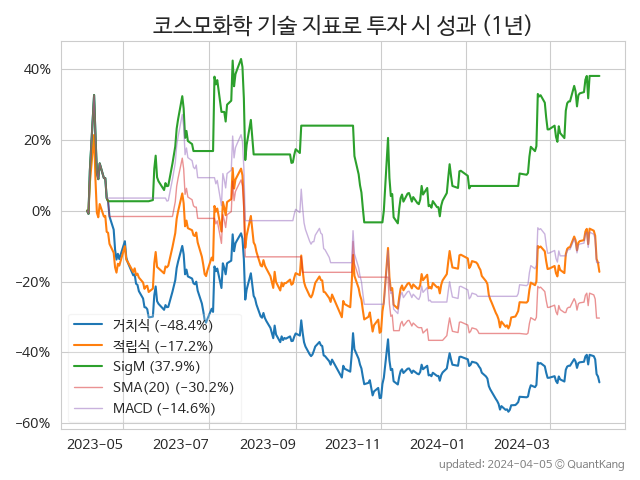 코스모화학 기술 지표로 투자 시 성과 (1년)
40%
20%
0%
−20%
−40%
−60%
거치식 (−48.4%)
적립식 (−17.2%)
SigM (37.9%)
SMA(20) (−30.2%)
MACD (−14.6%)
2023−05 2023−07 2023−09 2023−11 2024−01 2024−03
updated: 2024-04-05 © QuantKang